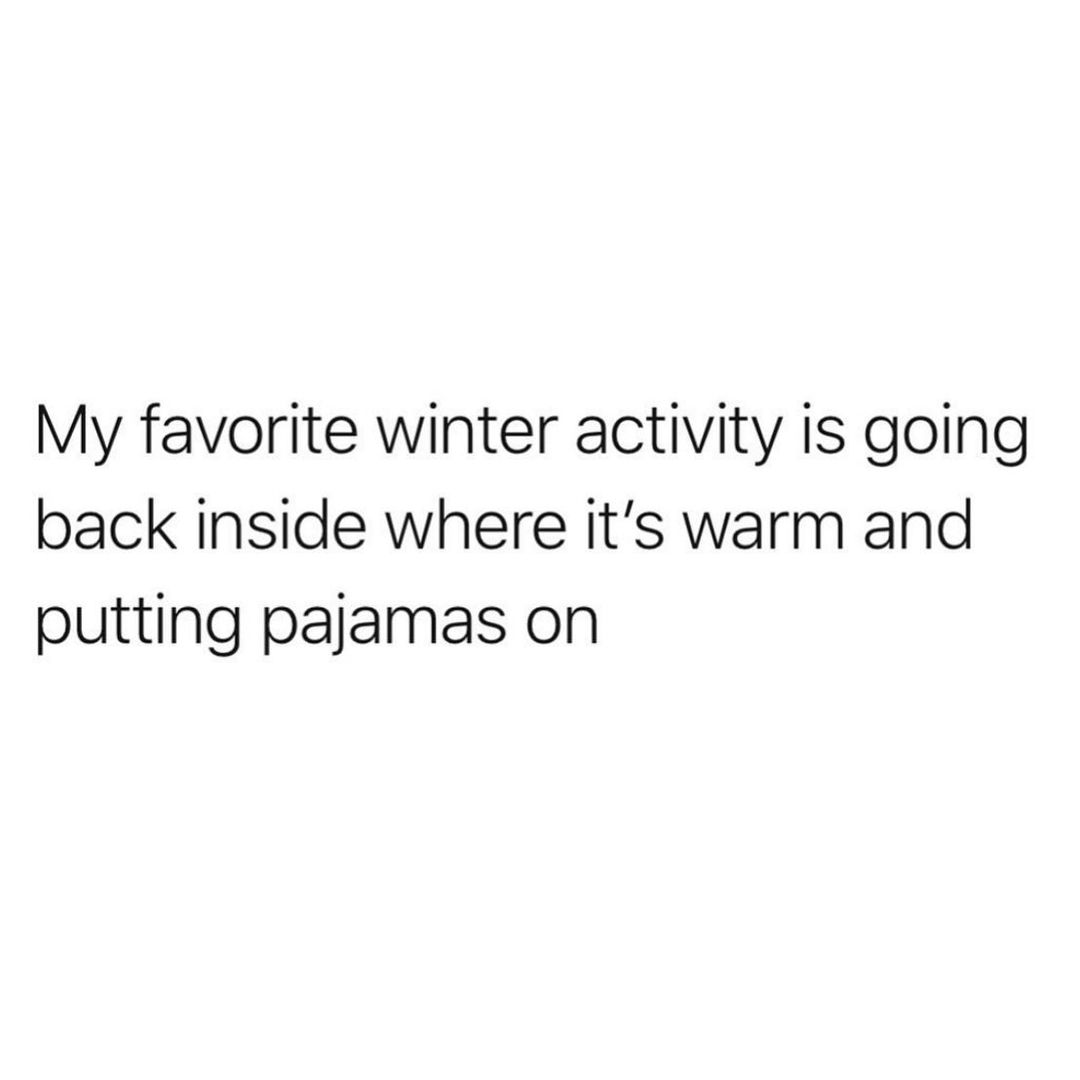 My favorite winter activity is going
back inside where it’s warm and
putting pajamas on